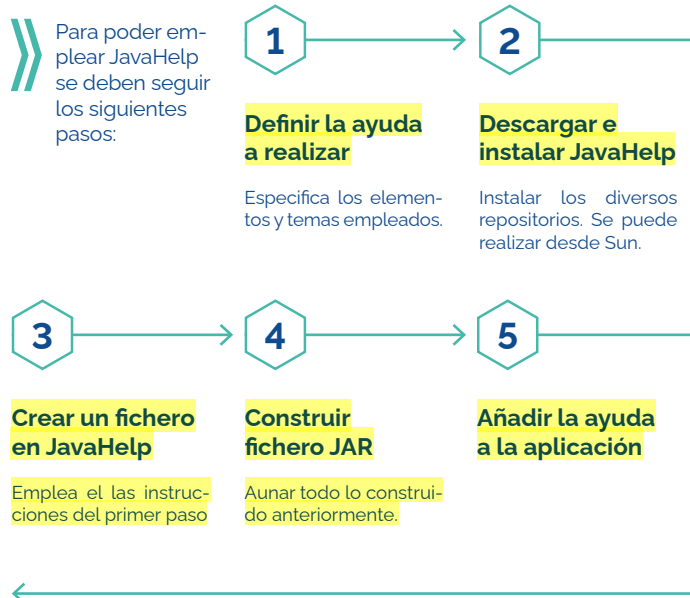 Para poder em-
plear JavaHelp
se deben seguir
los siguientes
pasos:
1
Definir la ayuda
a realizar
Especifica los elemen-
tos y temas empleados.
2
Descargar e
instalar JavaHelp
Instalar los diversos
repositorios. Se puede
realizar desde Sun.
3
Crear un fichero
en JavaHelp
Emplea el las instruc-
ciones del primer paso
4
Construir
fichero JAR
Aunar todo lo construi-
do anteriormente.
5
Añadir la ayuda
a la aplicación